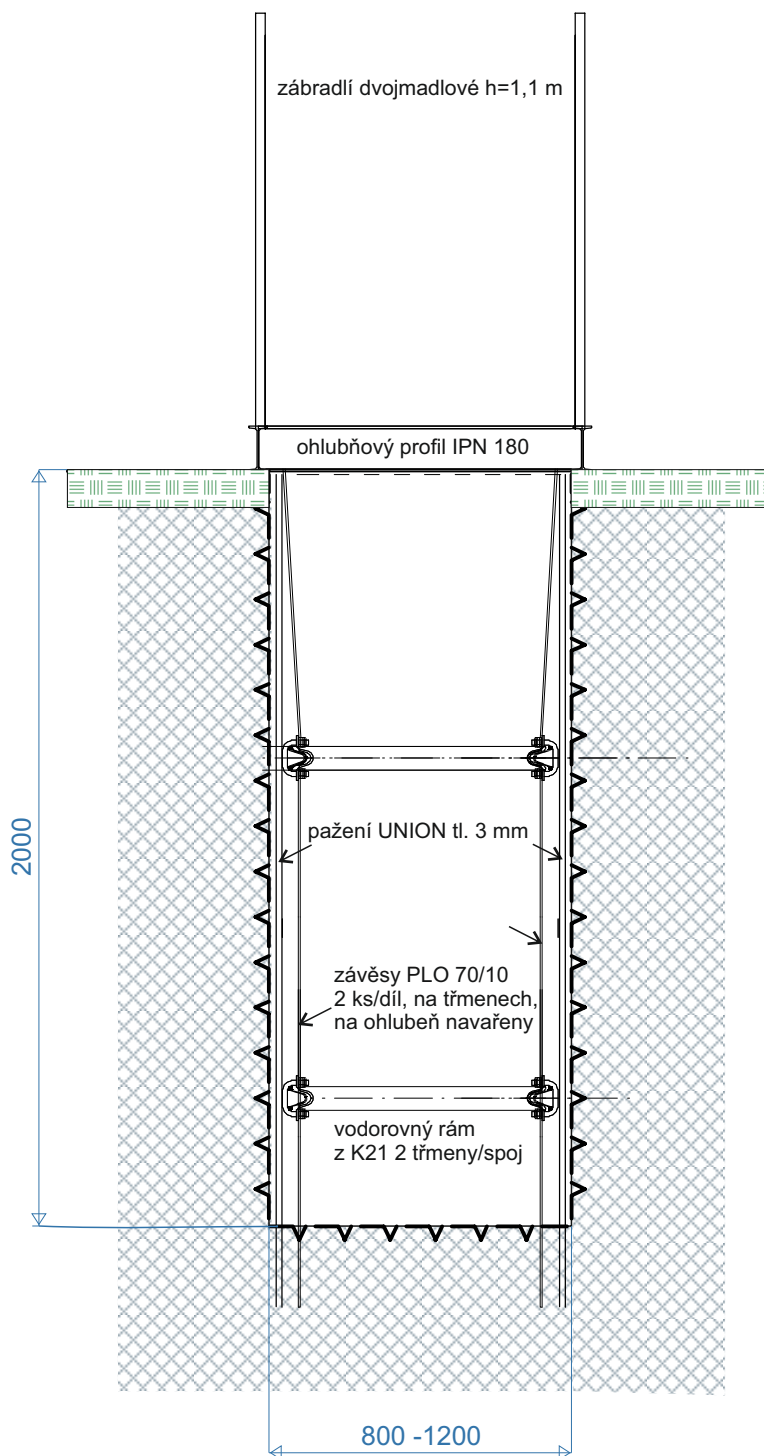 zábradlí dvojmadlové h=1,1 m
ohlubňový profil IPN 180
2000
pažení UNION tl. 3 mm
závěsy PLO 70/10
2 ks/díl, na třmenech,
na ohlubeň navařeny
vodorovný rám
z K21 2 třmeny/spoj
800 -1200